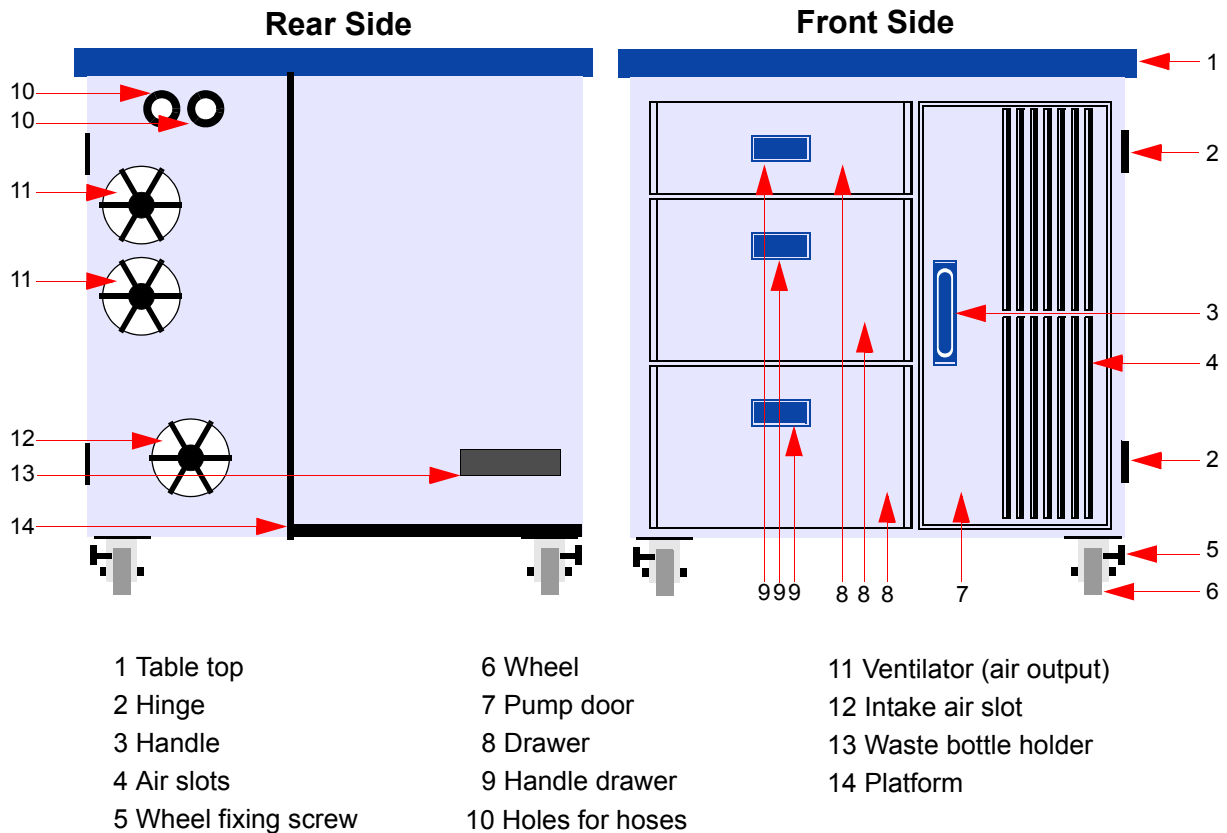 Rear Side
Front Side
10
10
11
11
12
13
14
1
2
3
4
2
5
6
9 9 9 8 8 8 7
1 Table top
2 Hinge
3 Handle
4 Air slots
5 Wheel fixing screw
6 Wheel
7 Pump door
8 Drawer
9 Handle drawer
10 Holes for hoses
11 Ventilator (air output)
12 Intake air slot
13 Waste bottle holder
14 Platform